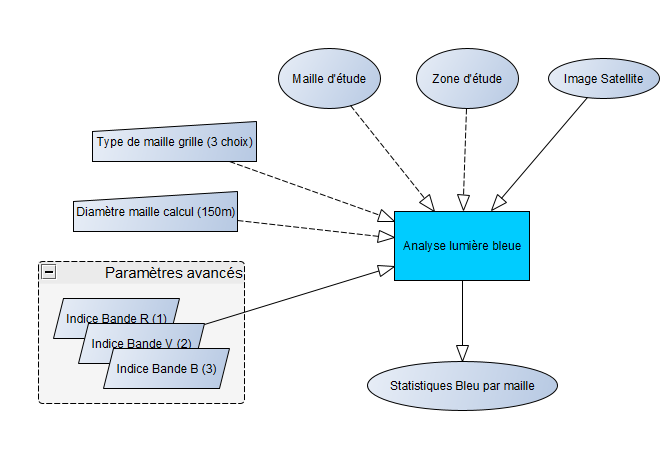 Maille d'étude
Zone d'étude
Image Satellite
Type de maille grille (3 choix)
Diamètre maille calcul (150m)
Analyse lumière bleue
Paramètres avancés
Indice Bande R (1)
Indice Bande V (2)
Indice Bande B (3)
Statistiques Bleu par maille